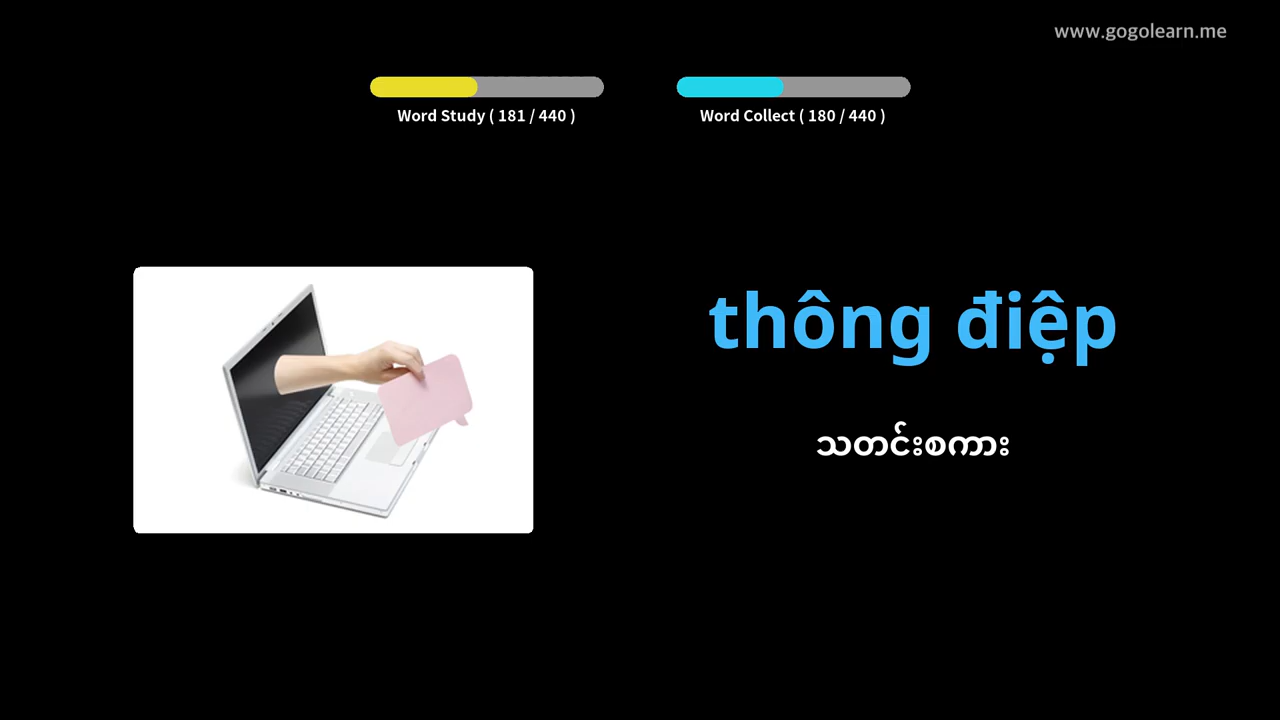 www.gogolearn.me
Word Study ( 181 / 440 )
Word Collect ( 180 / 440 )
thông điệp
သတင်းစကား